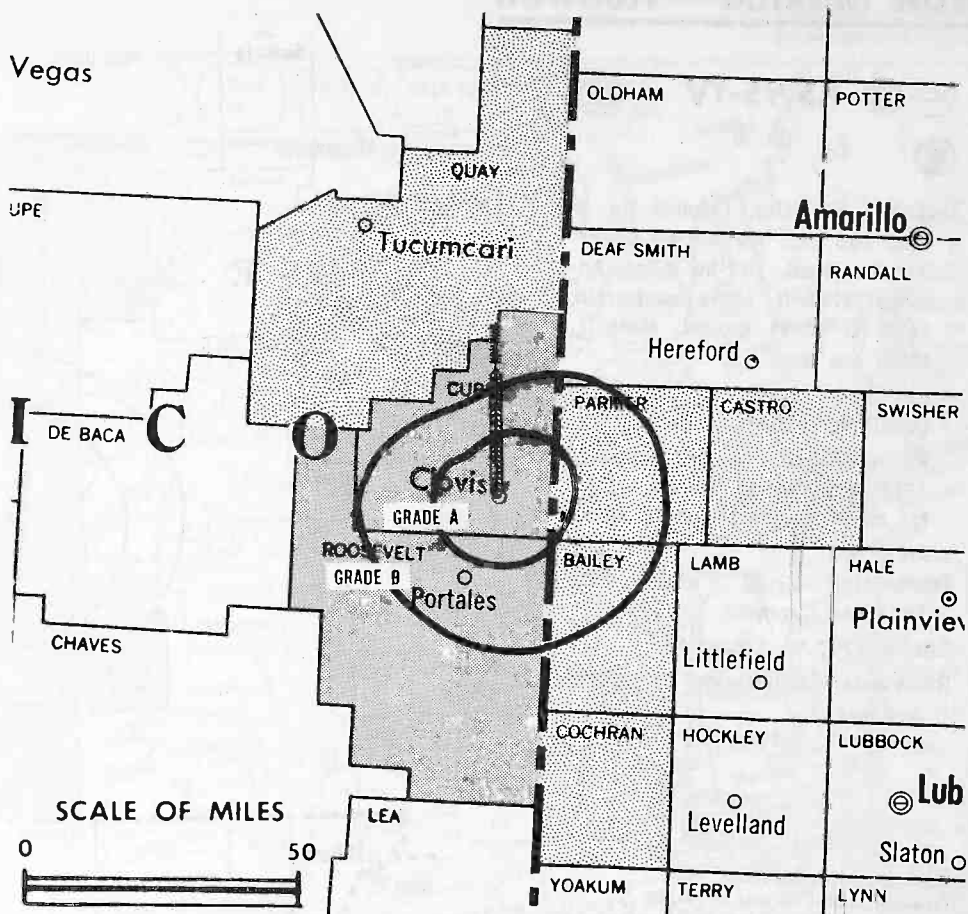 Vegas
OLDHAM
POTTER
QUAY
UPE
Tucumcari
Amarillo
DEAF SMITH
RANDALL
Hereford
PARMER
CASTRO
SWISHER
I C O
DE BACA
Clovis
GRADE A
ROOSEVELT
GRADE B
Portales
BAILEY
LAMB
HALE
Plainview
CHAVES
Littlefield
COCHRAN
HOCKLEY
LUBBOCK
SCALE OF MILES
LEA
Levelland
Lub
0 50
Slaton
YOAKUM
TERRY
LYNN